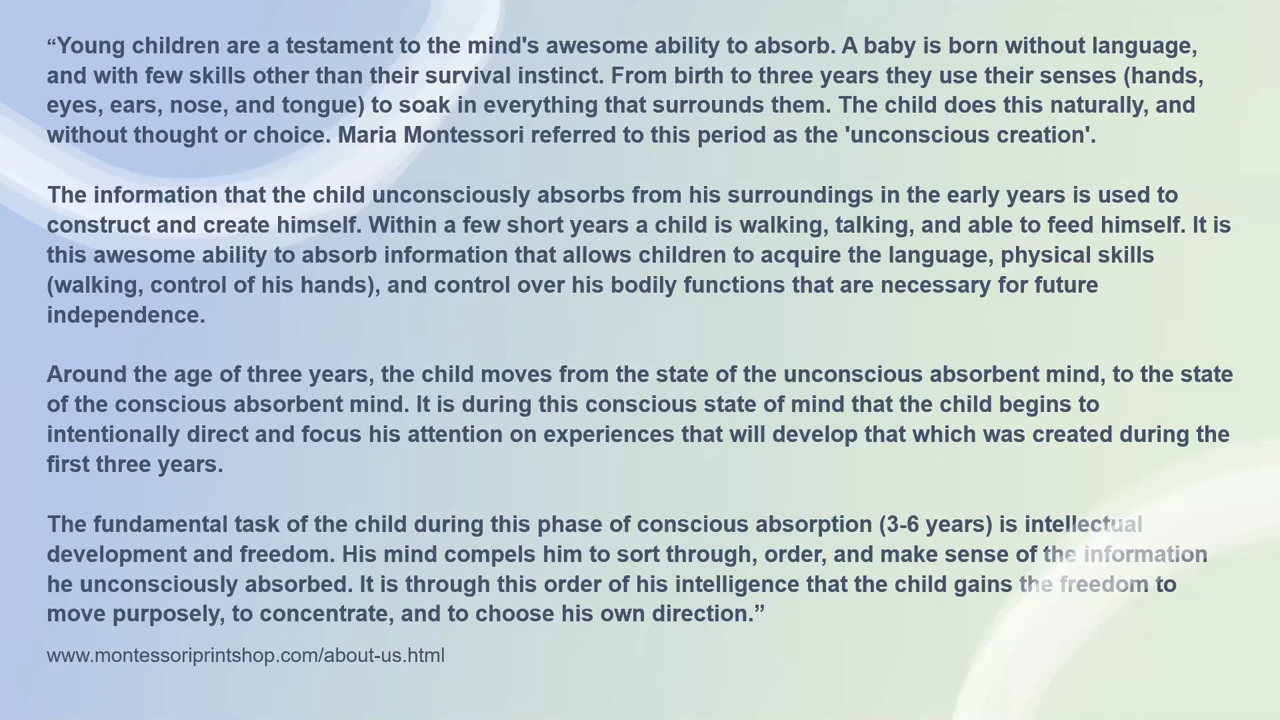 “Young children are a testament to the mind's awesome ability to absorb. A baby is born without language,
and with few skills other than their survival instinct. From birth to three years they use their senses (hands,
eyes, ears, nose, and tongue) to soak in everything that surrounds them. The child does this naturally, and
without thought or choice. Maria Montessori referred to this period as the 'unconscious creation'.
The information that the child unconsciously absorbs from his surroundings in the early years is used to
construct and create himself. Within a few short years a child is walking, talking, and able to feed himself. It is
this awesome ability to absorb information that allows children to acquire the language, physical skills
(walking, control of his hands), and control over his bodily functions that are necessary for future
independence.
Around the age of three years, the child moves from the state of the unconscious absorbent mind, to the state
of the conscious absorbent mind. It is during this conscious state of mind that the child begins to
intentionally direct and focus his attention on experiences that will develop that which was created during the
first three years.
The fundamental task of the child during this phase of conscious absorption (3-6 years) is intellectual
development and freedom. His mind compels him to sort through, order, and make sense of the information
he unconsciously absorbed. It is through this order of his intelligence that the child gains the freedom to
move purposely, to concentrate, and to choose his own direction.”
www.montessoriprintshop.com/about-us.html